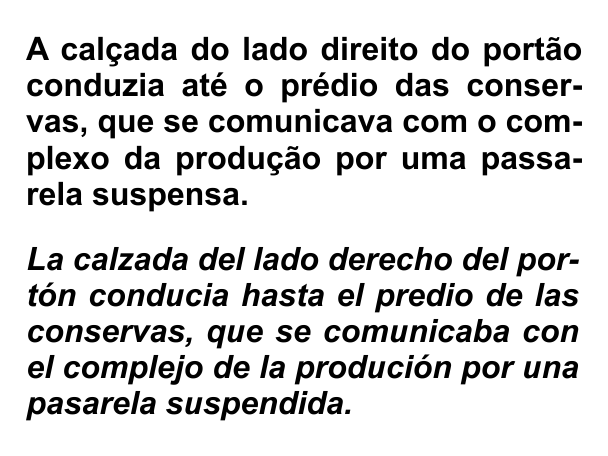 A calçada do lado direito do portão
conduzia até o prédio das conser-
vas, que se comunicava com o com-
plexo da produção por uma passa-
rela suspensa.
La calzada del lado derecho del por-
tón conducia hasta el predio de las
conservas, que se comunicaba con
el complejo de la produción por una
pasarela suspendida.